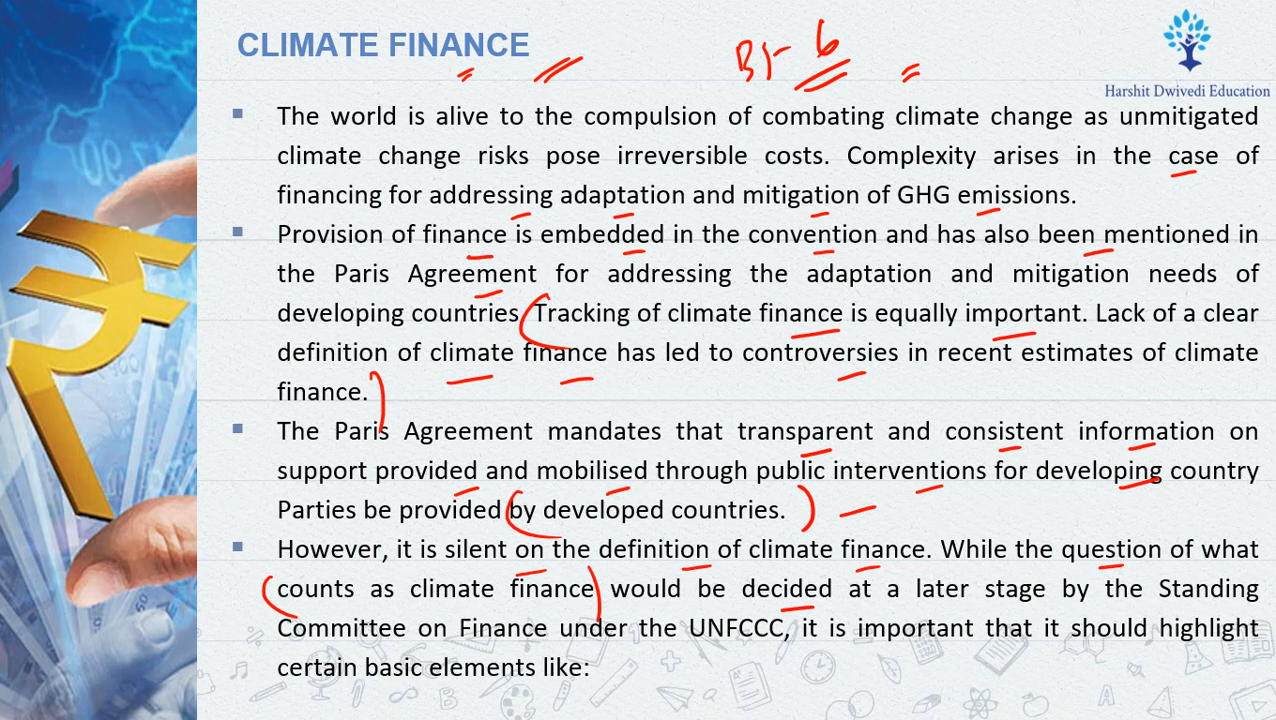 CLIMATE FINANCE
Harshit Dwivedi Education
▪ The world is alive to the compulsion of combating climate change as unmitigated
climate change risks pose irreversible costs. Complexity arises in the case of
financing for addressing adaptation and mitigation of GHG emissions.
▪ Provision of finance is embedded in the convention and has also been mentioned in
the Paris Agreement for addressing the adaptation and mitigation needs of
developing countries. Tracking of climate finance is equally important. Lack of a clear
definition of climate finance has led to controversies in recent estimates of climate
finance.
▪ The Paris Agreement mandates that transparent and consistent information on
support provided and mobilised through public interventions for developing country
Parties be provided by developed countries.
▪ However, it is silent on the definition of climate finance. While the question of what
counts as climate finance would be decided at a later stage by the Standing
Committee on Finance under the UNFCCC, it is important that it should highlight
certain basic elements like: